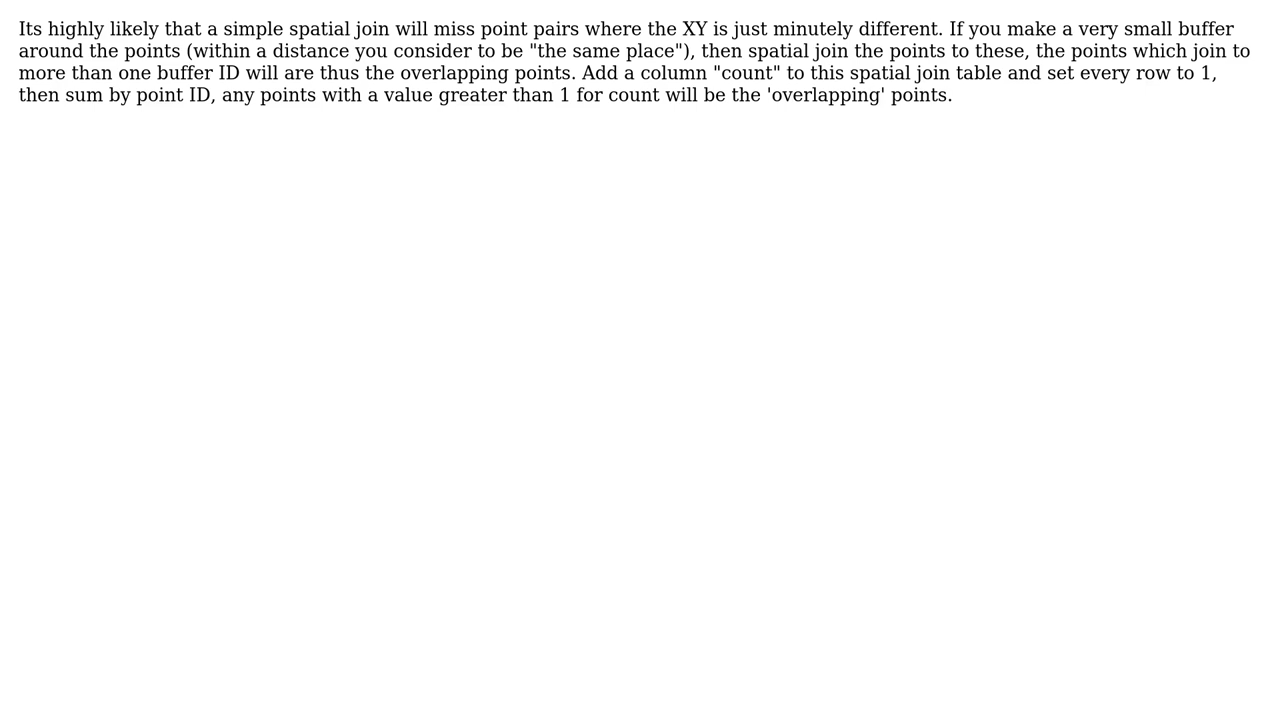 Its highly likely that a simple spatial join will miss point pairs where the XY is just minutely different. If you make a very small buffer
around the points (within a distance you consider to be "the same place"), then spatial join the points to these, the points which join to
more than one buffer ID will are thus the overlapping points. Add a column "count" to this spatial join table and set every row to 1,
then sum by point ID, any points with a value greater than 1 for count will be the 'overlapping' points.